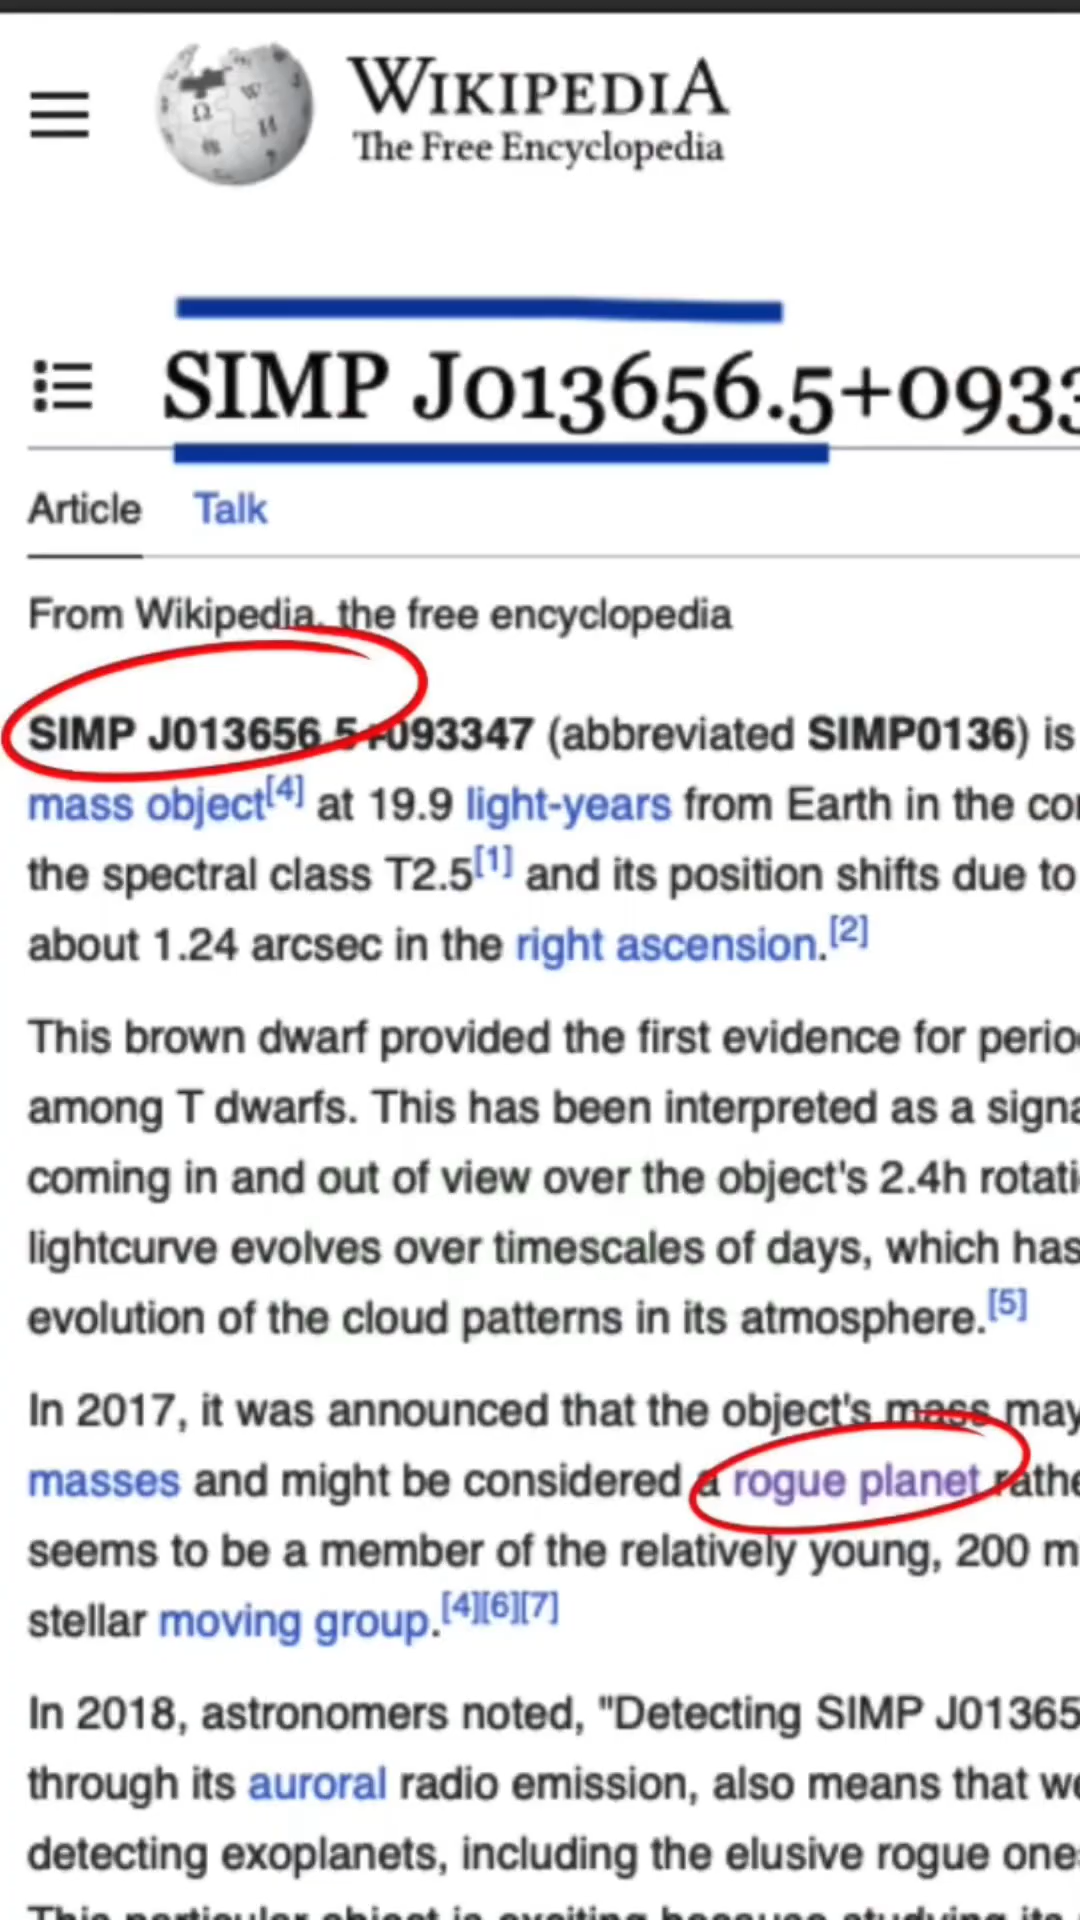 WIKIPEDIA
The Free Encyclopedia
SIMP J013656.5+0933
Article Talk
From Wikipedia, the free encyclopedia
SIMP J013656.5+093347 (abbreviated SIMP0136) is
mass object[4] at 19.9 light-years from Earth in the co
the spectral class T2.5[1] and its position shifts due to
about 1.24 arcsec in the right ascension.[2]
This brown dwarf provided the first evidence for perio
among T dwarfs. This has been interpreted as a signa
coming in and out of view over the object's 2.4h rotati
lightcurve evolves over timescales of days, which has
evolution of the cloud patterns in its atmosphere.[5]
In 2017, it was announced that the object's mass may
masses and might be considered a rogue planet rathe
seems to be a member of the relatively young, 200 m
stellar moving group.[4][6][7]
In 2018, astronomers noted, "Detecting SIMP J01365
through its auroral radio emission, also means that we
detecting exoplanets, including the elusive rogue one
This particular object is exciting because studying its